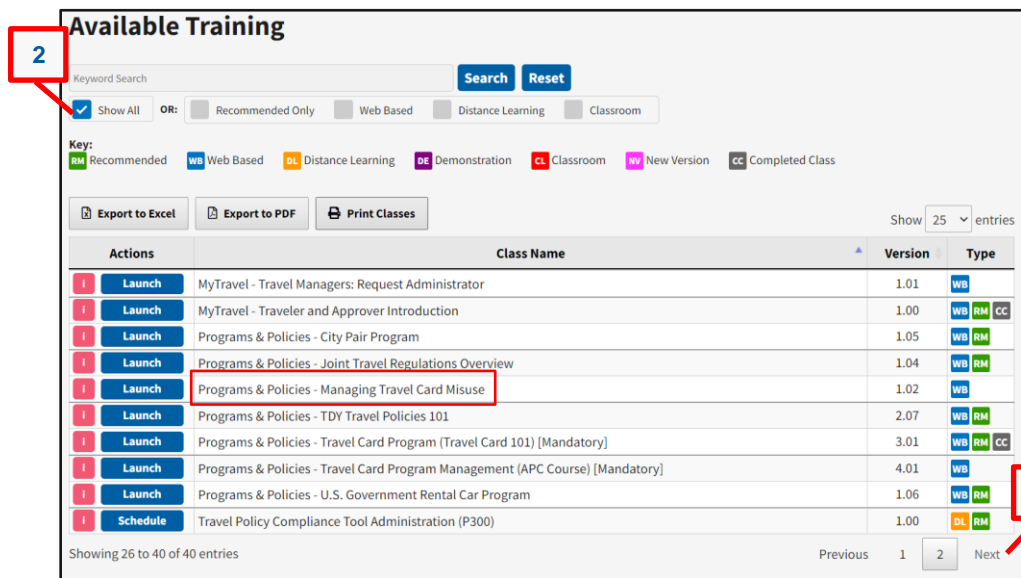 Available Training
2
Keyword Search Search Reset
Show All OR: Recommended Only Web Based Distance Learning Classroom
Key:
RM Recommended WB Web Based DL Distance Learning DE Demonstration CL Classroom NV New Version CC Completed Class
Export to Excel Export to PDF Print Classes
Show 25 entries
Actions Class Name Version Type
i Launch MyTravel - Travel Managers: Request Administrator 1.01 WB
i Launch MyTravel - Traveler and Approver Introduction 1.00 WB RM CC
i Launch Programs & Policies - City Pair Program 1.05 WB RM
i Launch Programs & Policies - Joint Travel Regulations Overview 1.04 WB RM
i Launch Programs & Policies - Managing Travel Card Misuse 1.02 WB
i Launch Programs & Policies - TDY Travel Policies 101 2.07 WB RM
i Launch Programs & Policies - Travel Card Program (Travel Card 101) [Mandatory] 3.01 WB RM CC
i Launch Programs & Policies - Travel Card Program Management (APC Course) [Mandatory] 4.01 WB
i Launch Programs & Policies - U.S. Government Rental Car Program 1.06 WB RM
i Schedule Travel Policy Compliance Tool Administration (P300) 1.00 DL RM
Showing 26 to 40 of 40 entries
Previous 1 2 Next